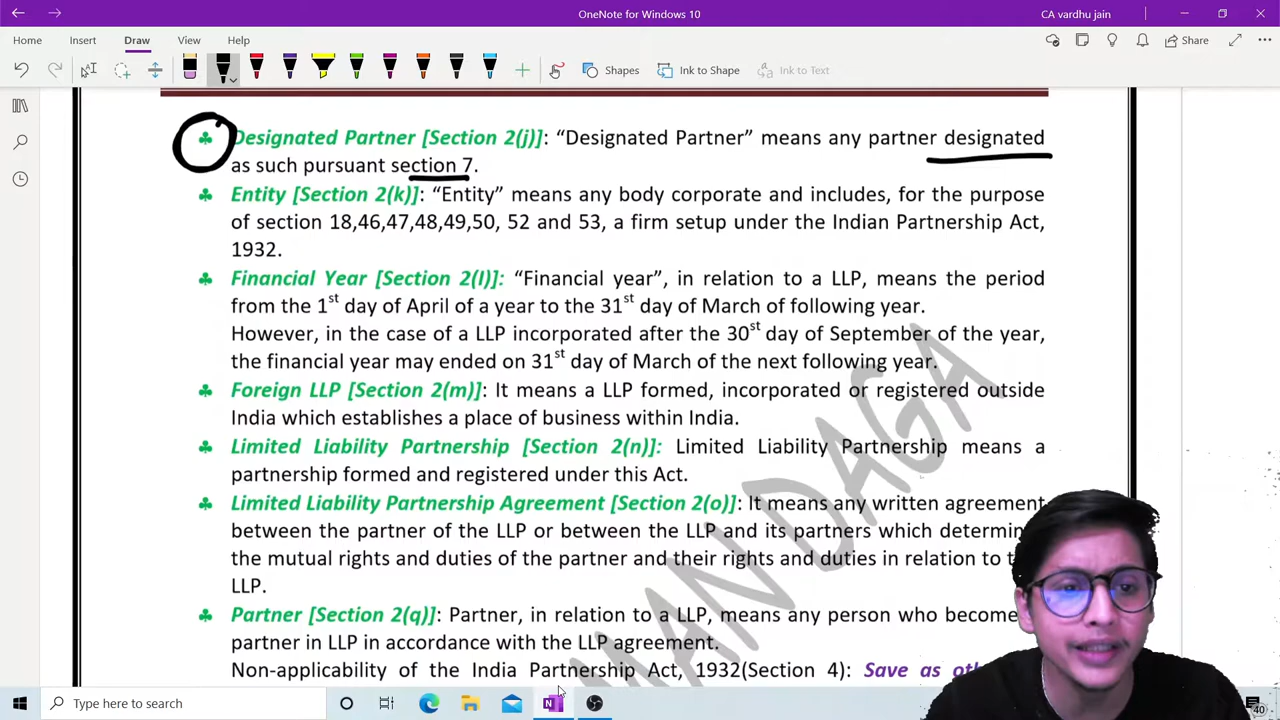 OneNote for Windows 10
CA vardhu jain
Home Insert Draw View Help
Share
Shapes Ink to Shape Ink to Text
Designated Partner [Section 2(j)]: “Designated Partner” means any partner designated
as such pursuant section 7.
Entity [Section 2(k)]: “Entity” means any body corporate and includes, for the purpose
of section 18,46,47,48,49,50, 52 and 53, a firm setup under the Indian Partnership Act,
1932.
Financial Year [Section 2(l)]: “Financial year”, in relation to a LLP, means the period
from the 1st day of April of a year to the 31st day of March of following year.
However, in the case of a LLP incorporated after the 30st day of September of the year,
the financial year may ended on 31st day of March of the next following year.
Foreign LLP [Section 2(m)]: It means a LLP formed, incorporated or registered outside
India which establishes a place of business within India.
Limited Liability Partnership [Section 2(n)]: Limited Liability Partnership means a
partnership formed and registered under this Act.
Limited Liability Partnership Agreement [Section 2(o)]: It means any written agreement
between the partner of the LLP or between the LLP and its partners which
the mutual rights and duties of the partner and their rights and duties in relation to
LLP.
Partner [Section 2(q)]: Partner, in relation to a LLP, means any person who
partner in LLP in accordance with the LLP agreement.
Non-applicability of the India Partnership Act, 1932(Section 4): Save as
MAN DAGA
Type here to search
40